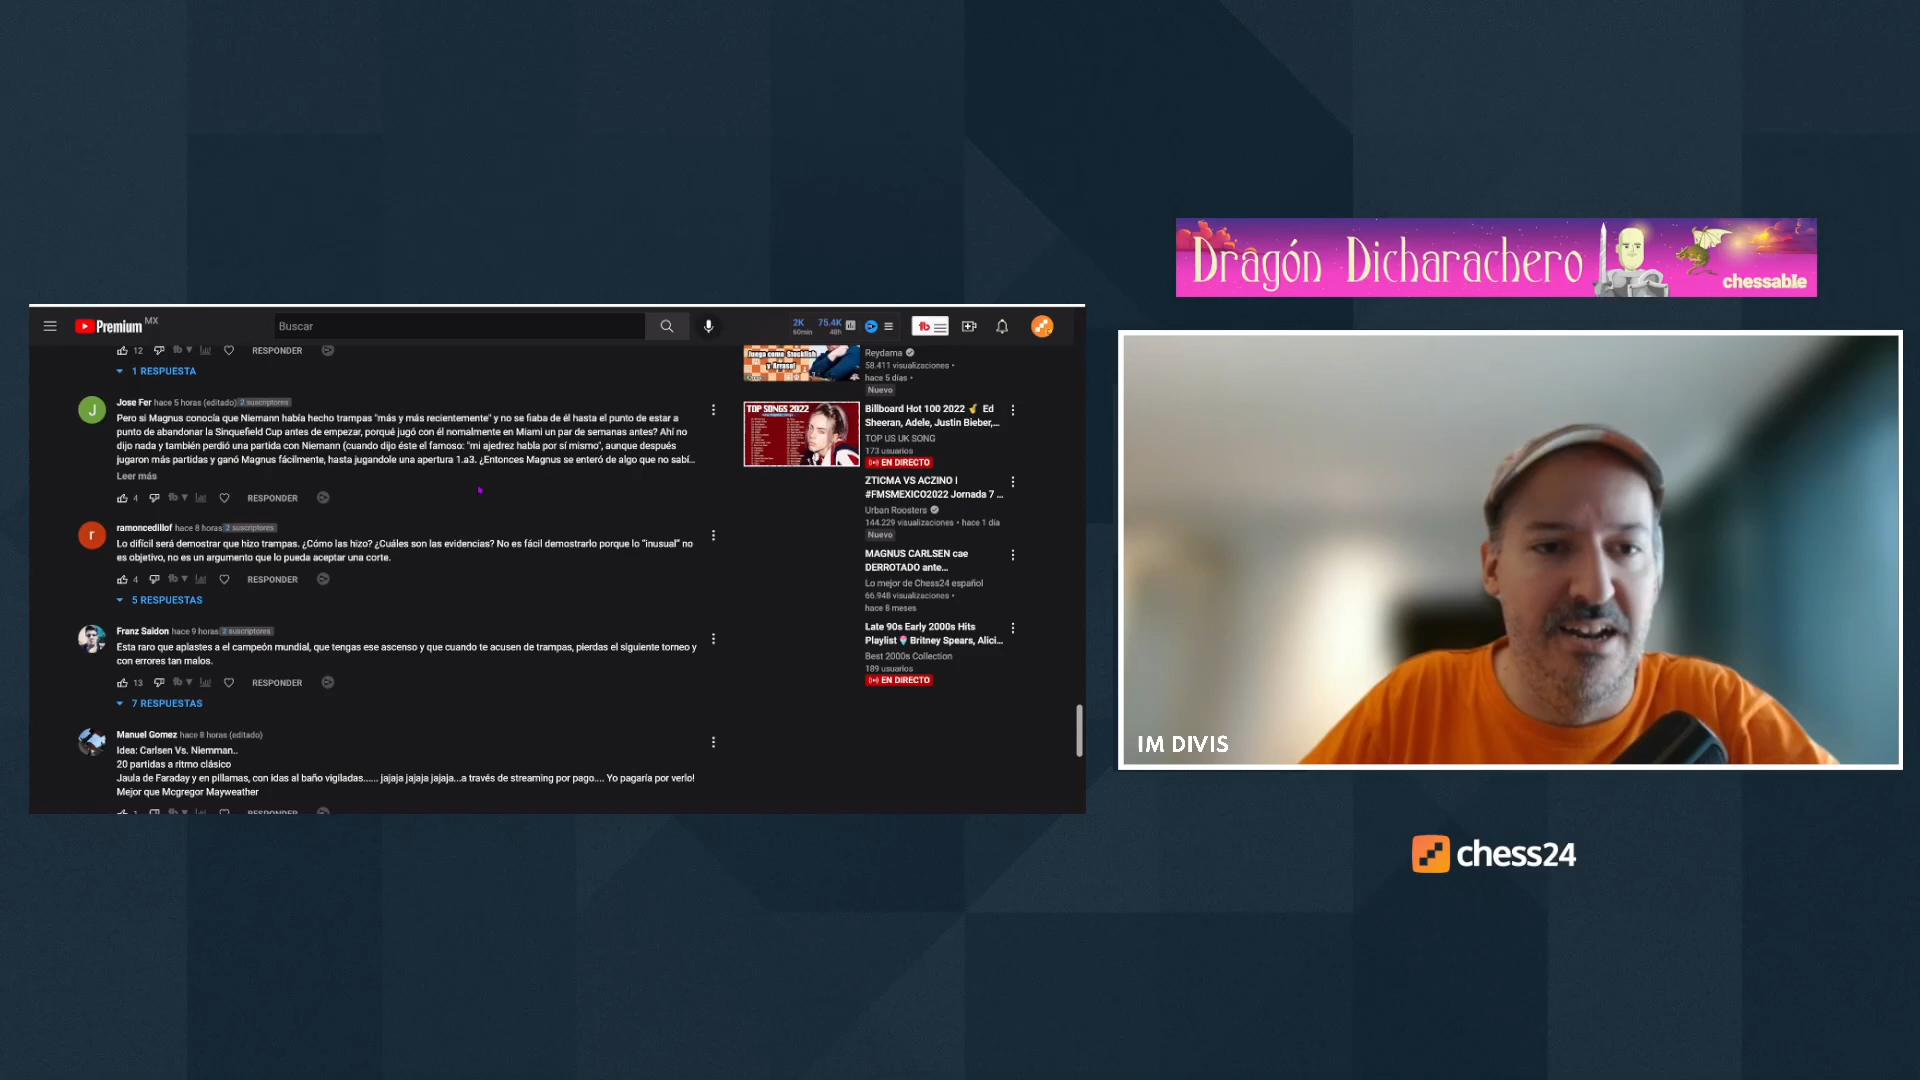 Premium MX
Buscar
2K
60min
75.4K
48h
12
RESPONDER
1 RESPUESTA
J
Jose Fer hace 5 horas (editado) 2 suscriptores
Pero si Magnus conocía que Niemann había hecho trampas "más y más recientemente" y no se fiaba de él hasta el punto de estar a
punto de abandonar la Sinquefield Cup antes de empezar, porqué jugó con él nomalmente en Miami un par de semanas antes? Ahí no
dijo nada y también perdió una partida con Niemann (cuando dijo éste el famoso: "mi ajedrez habla por sí mismo", aunque después
jugaron más partidas y ganó Magnus fácilmente, hasta jugandole una apertura 1.a3. ¿Entonces Magnus se enteró de algo que no sabí...
Leer más
4
RESPONDER
r
ramoncedillof hace 8 horas 2 suscriptores
Lo difícil será demostrar que hizo trampas. ¿Cómo las hizo? ¿Cuáles son las evidencias? No es fácil demostrarlo porque lo "inusual" no
es objetivo, no es un argumento que lo pueda aceptar una corte.
4
RESPONDER
5 RESPUESTAS
Franz Saidon hace 9 horas 2 suscriptores
Esta raro que aplastes a el campeón mundial, que tengas ese ascenso y que cuando te acusen de trampas, pierdas el siguiente torneo y
con errores tan malos.
13
RESPONDER
7 RESPUESTAS
Manuel Gomez hace 8 horas (editado)
Idea: Carlsen Vs. Niemman..
20 partidas a ritmo clásico
Jaula de Faraday y en pillamas, con idas al baño vigiladas...... jajaja jajaja jajaja...a través de streaming por pago.... Yo pagaría por verlo!
Mejor que Mcgregor Mayweather
1
RESPONDER
Juega como Stockfish
y Arrasa!
Reydama
58.411 visualizaciones •
hace 5 días •
Nuevo
TOP SONGS 2022
Billboard Hot 100 2022 Ed
Sheeran, Adele, Justin Bieber,...
TOP US UK SONG
173 usuarios
EN DIRECTO
ZTICMA VS ACZINO |
#FMSMEXICO2022 Jornada 7 ...
Urban Roosters
144.229 visualizaciones • hace 1 día
Nuevo
MAGNUS CARLSEN cae
DERROTADO ante...
Lo mejor de Chess24 español
66.948 visualizaciones •
hace 8 meses
Late 90s Early 2000s Hits
Playlist Britney Spears, Alici...
Best 2000s Collection
189 usuarios
EN DIRECTO
Dragón Dicharachero
chessable
IM DIVIS
chess24